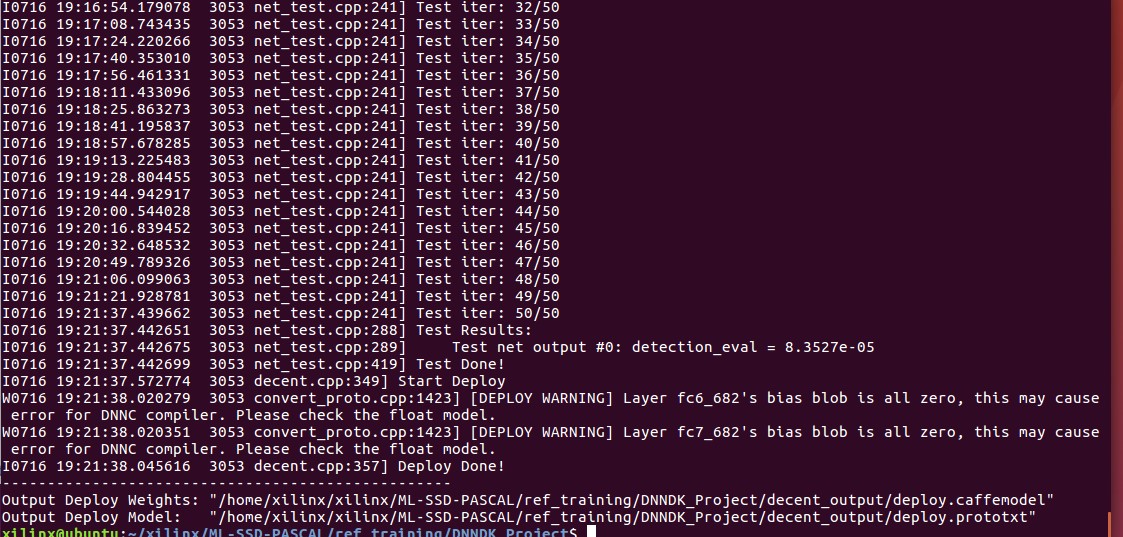 I0716 19:16:54.179078  3053 net_test.cpp:241] Test iter: 32/50
I0716 19:17:08.743435  3053 net_test.cpp:241] Test iter: 33/50
I0716 19:17:24.220266  3053 net_test.cpp:241] Test iter: 34/50
I0716 19:17:40.353010  3053 net_test.cpp:241] Test iter: 35/50
I0716 19:17:56.461331  3053 net_test.cpp:241] Test iter: 36/50
I0716 19:18:11.433096  3053 net_test.cpp:241] Test iter: 37/50
I0716 19:18:25.863273  3053 net_test.cpp:241] Test iter: 38/50
I0716 19:18:41.195837  3053 net_test.cpp:241] Test iter: 39/50
I0716 19:18:57.678285  3053 net_test.cpp:241] Test iter: 40/50
I0716 19:19:13.225483  3053 net_test.cpp:241] Test iter: 41/50
I0716 19:19:28.804455  3053 net_test.cpp:241] Test iter: 42/50
I0716 19:19:44.942917  3053 net_test.cpp:241] Test iter: 43/50
I0716 19:20:00.544028  3053 net_test.cpp:241] Test iter: 44/50
I0716 19:20:16.839452  3053 net_test.cpp:241] Test iter: 45/50
I0716 19:20:32.648532  3053 net_test.cpp:241] Test iter: 46/50
I0716 19:20:49.789326  3053 net_test.cpp:241] Test iter: 47/50
I0716 19:21:06.099063  3053 net_test.cpp:241] Test iter: 48/50
I0716 19:21:21.928781  3053 net_test.cpp:241] Test iter: 49/50
I0716 19:21:37.439662  3053 net_test.cpp:241] Test iter: 50/50
I0716 19:21:37.442651  3053 net_test.cpp:288] Test Results:
I0716 19:21:37.442675  3053 net_test.cpp:289]     Test net output #0: detection_eval = 8.3527e-05
I0716 19:21:37.442699  3053 net_test.cpp:419] Test Done!
I0716 19:21:37.572774  3053 decent.cpp:349] Start Deploy
W0716 19:21:38.020279  3053 convert_proto.cpp:1423] [DEPLOY WARNING] Layer fc6_682's bias blob is all zero, this may cause
 error for DNNC compiler. Please check the float model.
W0716 19:21:38.020351  3053 convert_proto.cpp:1423] [DEPLOY WARNING] Layer fc7_682's bias blob is all zero, this may cause
 error for DNNC compiler. Please check the float model.
I0716 19:21:38.045616  3053 decent.cpp:357] Deploy Done!
--------------------------------------------------
Output Deploy Weights: "/home/xilinx/xilinx/ML-SSD-PASCAL/ref_training/DNNDK_Project/decent_output/deploy.caffemodel"
Output Deploy Model:   "/home/xilinx/xilinx/ML-SSD-PASCAL/ref_training/DNNDK_Project/decent_output/deploy.prototxt"
xilinx@ubuntu:~/xilinx/ML-SSD-PASCAL/ref_training/DNNDK_Project$